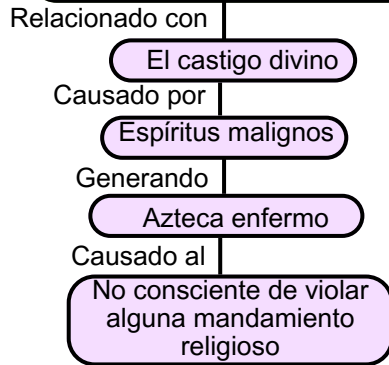 Relacionado con
El castigo divino
Causado por
Espíritus malignos
Generando
Azteca enfermo
Causado al
No consciente de violar
alguna mandamiento
religioso